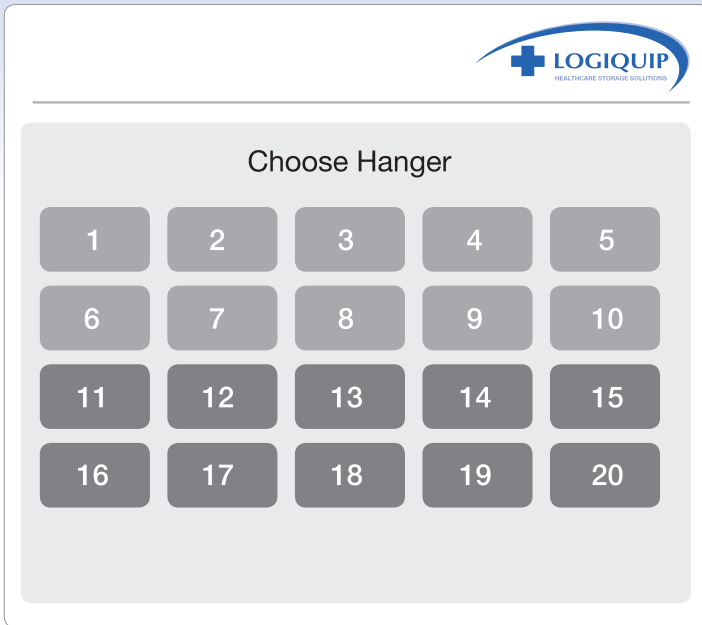 LOGIQUIP
HEALTHCARE STORAGE SOLUTIONS
Choose Hanger
1 2 3 4 5
6 7 8 9 10
11 12 13 14 15
16 17 18 19 20